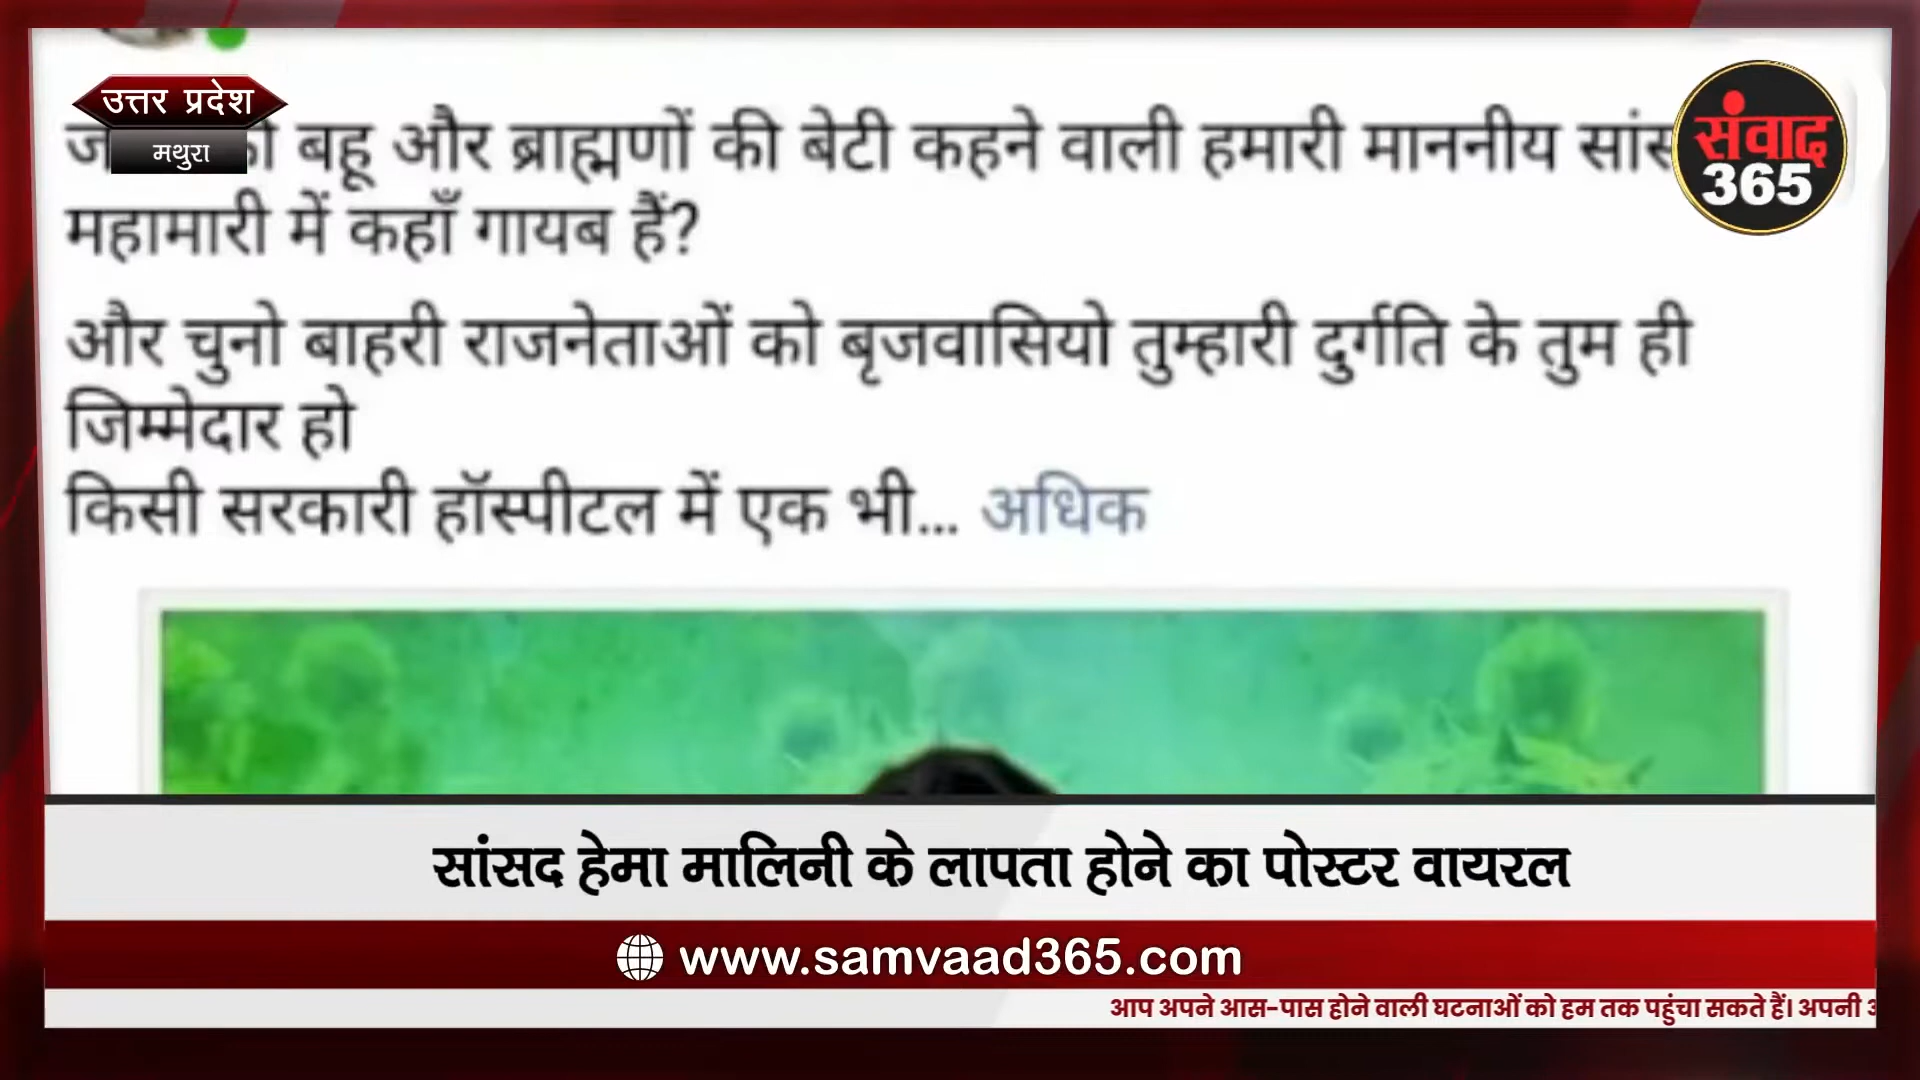 उत्तर प्रदेश
मथुरा
संवाद
365
बहू और ब्राह्मणों की बेटी कहने वाली हमारी माननीय
महामारी में कहाँ गायब हैं?
और चुनो बाहरी राजनेताओं को बृजवासियो तुम्हारी दुर्गति के तुम ही
जिम्मेदार हो
किसी सरकारी हॉस्पीटल में एक भी... अधिक
सांसद हेमा मालिनी के लापता होने का पोस्टर वायरल
www.samvaad365.com
आप अपने आस-पास होने वाली घटनाओं को हम तक पहुंचा सकते हैं। अपनी